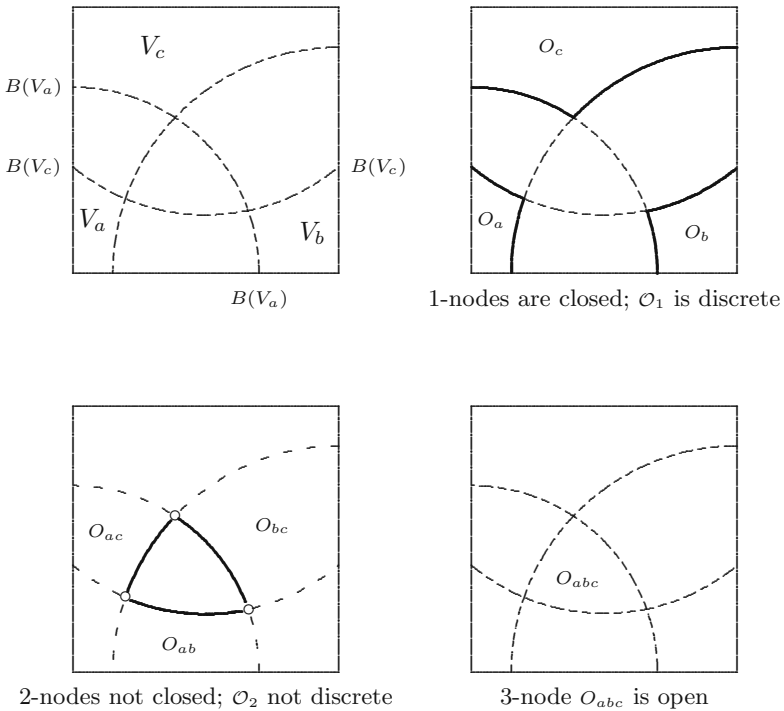 V_c
B(V_a)
B(V_c)
B(V_c)
V_a
V_b
B(V_a)
O_c
O_a
O_b
1-nodes are closed; 𝒪_1 is discrete
O_ac
O_bc
O_ab
2-nodes not closed; 𝒪_2 not discrete
O_abc
3-node O_abc is open